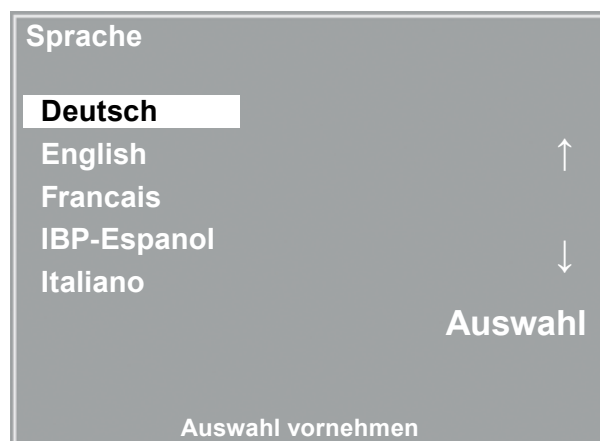 Sprache
Deutsch
English
Francais
IBP-Espanol
Italiano
↑
↓
Auswahl
Auswahl vornehmen